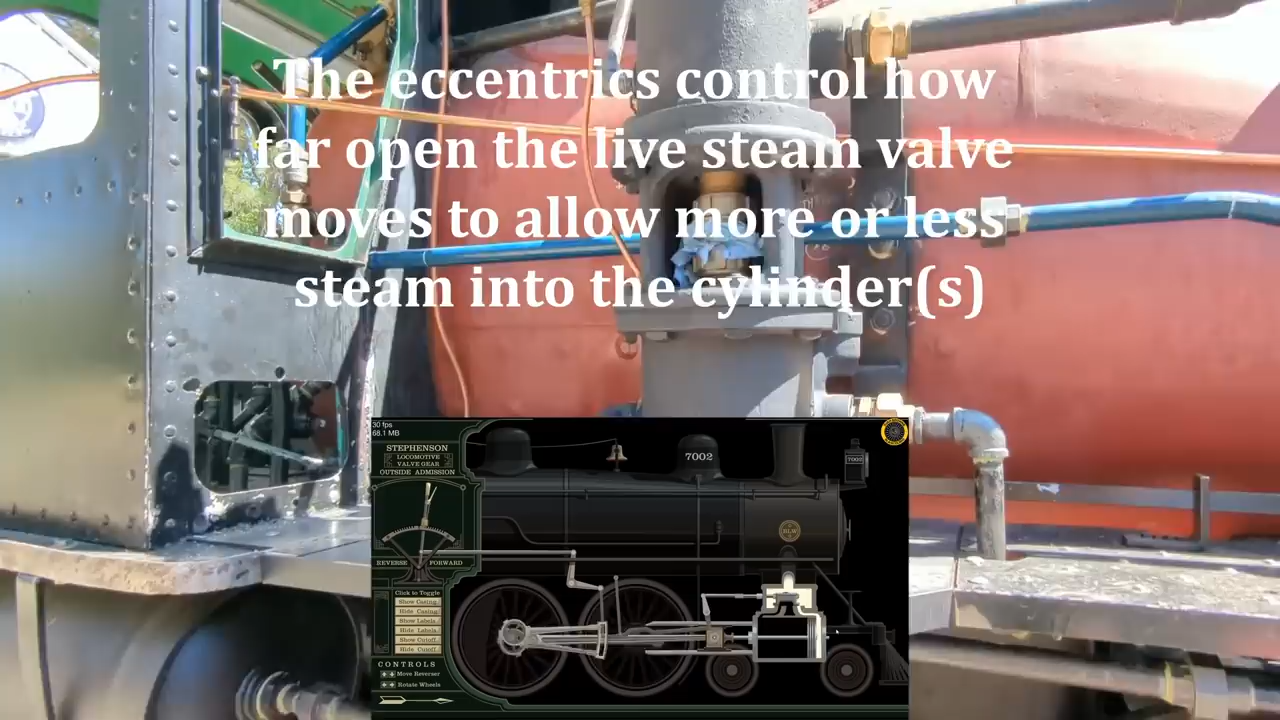 The eccentrics control how
far open the live steam valve
moves to allow more or less
steam into the cylinder(s)
30 fps
68.1 MB
STEPHENSON
LOCOMOTIVE
VALVE GEAR
OUTSIDE ADMISSION
7002
7002
BLW
REVERSE FORWARD
Click to Toggle
Show Casing
Hide Casing
Show Labels
Hide Labels
Show Cutoff
Hide Cutoff
CONTROLS
Move Reverser
Rotate Wheels